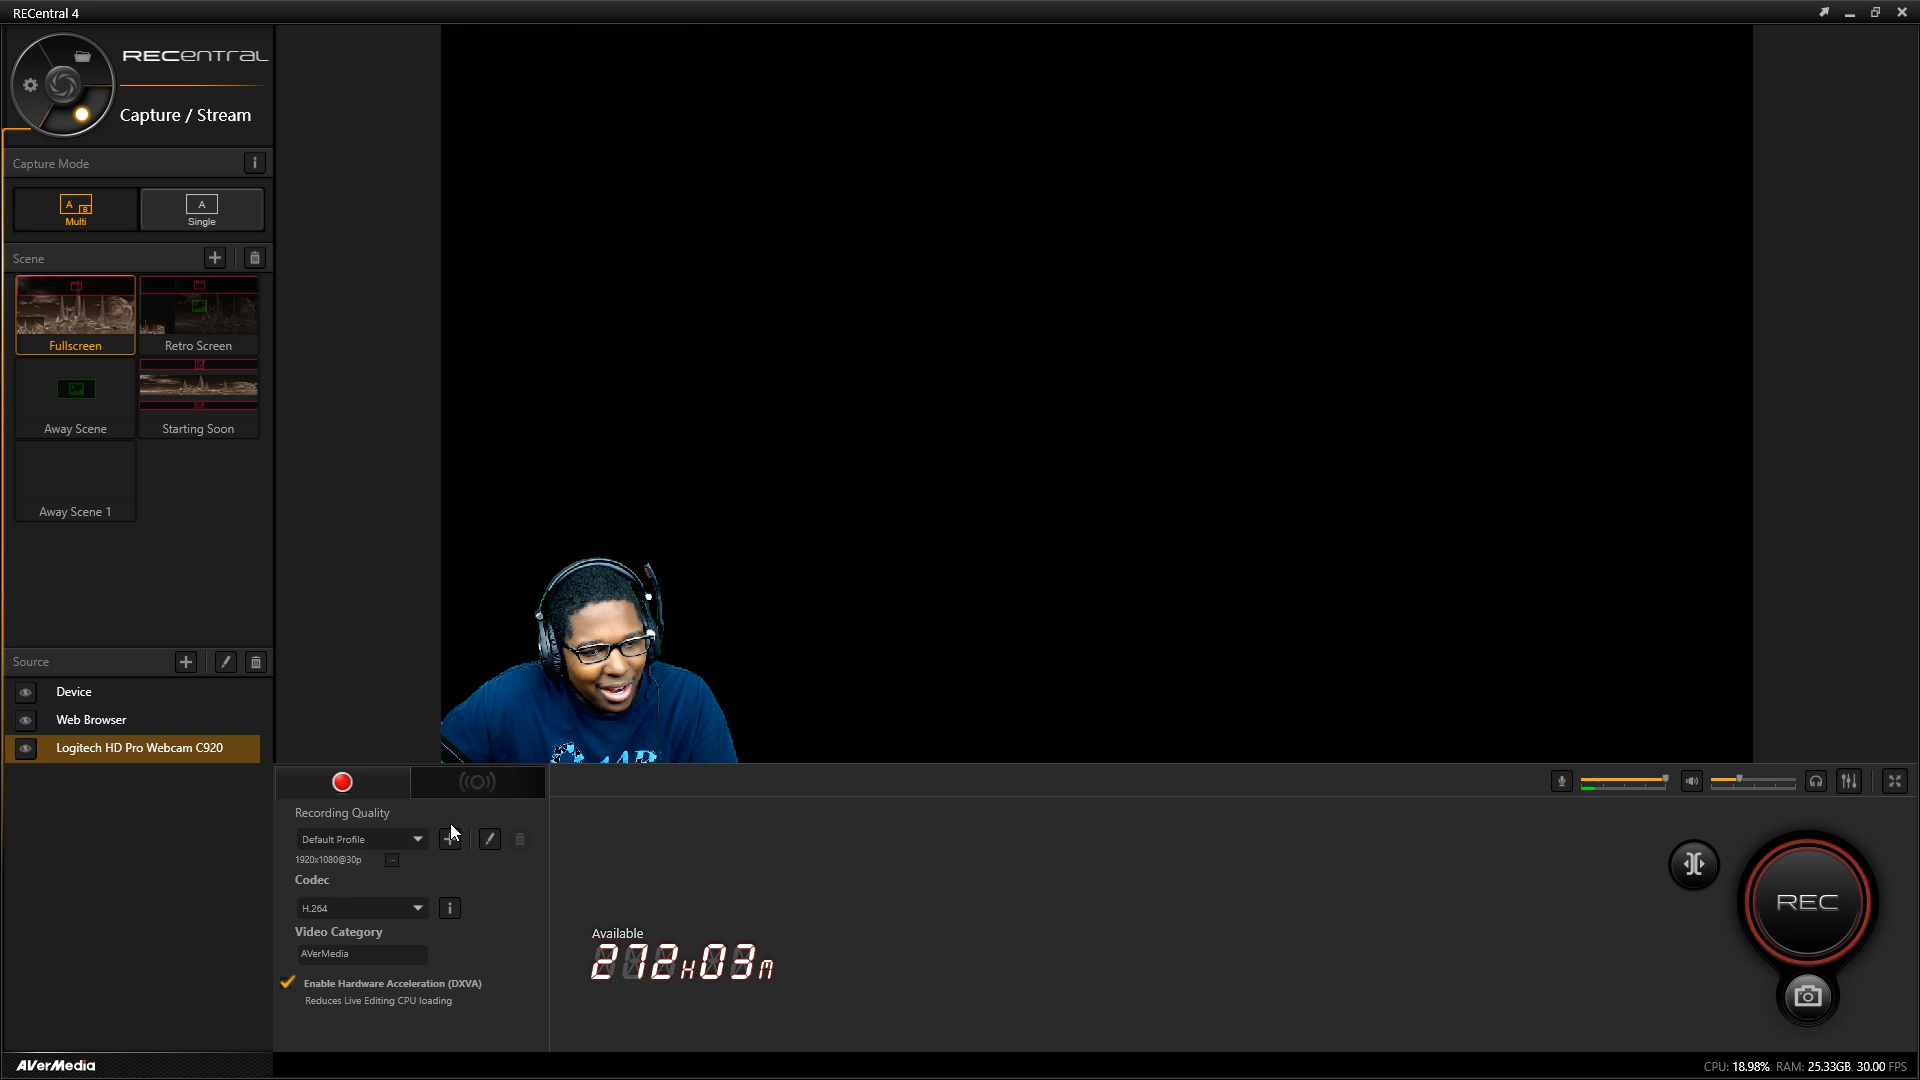 RECentral 4
RECentral
Capture / Stream
Capture Mode
i
A B
Multi
A
Single
Scene
Fullscreen
Retro Screen
Away Scene
Starting Soon
Away Scene 1
Source
Device
Web Browser
Logitech HD Pro Webcam C920
Recording Quality
Default Profile
1920x1080@30p
...
Codec
H.264
i
Video Category
AVerMedia
Enable Hardware Acceleration (DXVA)
Reduces Live Editing CPU loading
Available
272H03m
REC
AVerMedia
CPU: 18.98% RAM: 25.33GB 30.00 FPS